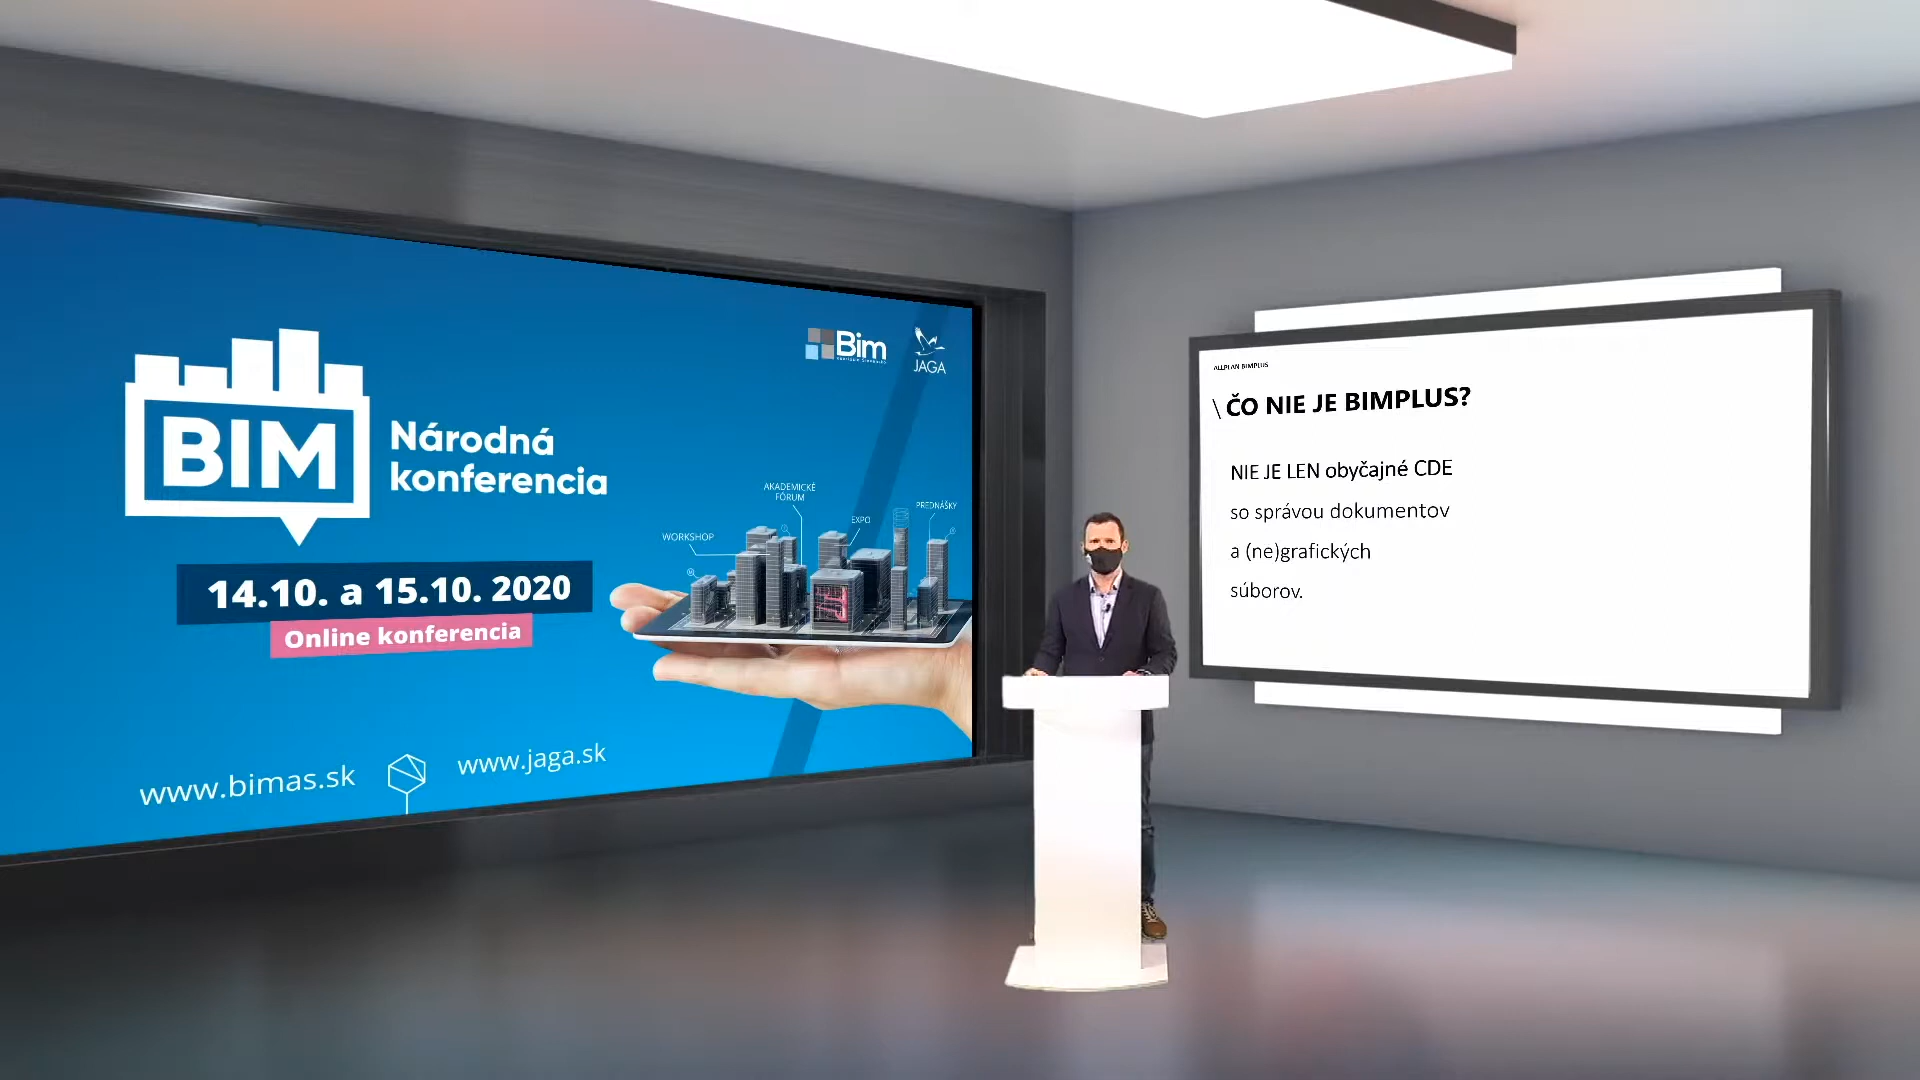 BIM
Národná
konferencia
14.10. a 15.10. 2020
Online konferencia
www.bimas.sk
www.jaga.sk
Bim
JAGA
AKADEMICKÉ
FÓRUM
EXPO
PREDNÁŠKY
WORKSHOP
ALLPLAN BIMPLUS
\ ČO NIE JE BIMPLUS?
NIE JE LEN obyčajné CDE
so správou dokumentov
a (ne)grafických
súborov.